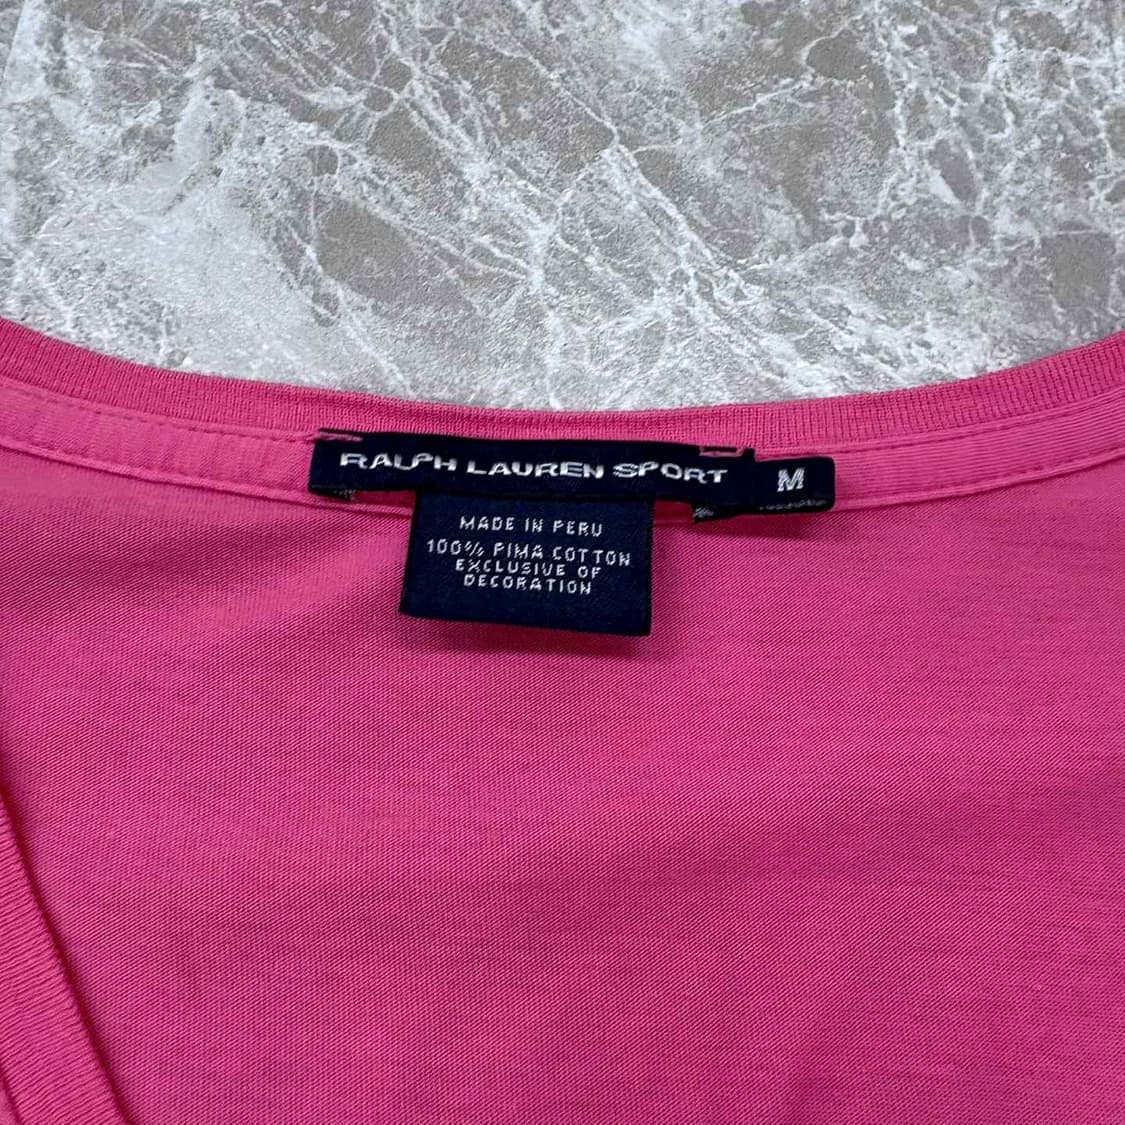 RALPH LAUREN SPORT
M
MADE IN PERU
100% PIMA COTTON
EXCLUSIVE OF
DECORATION